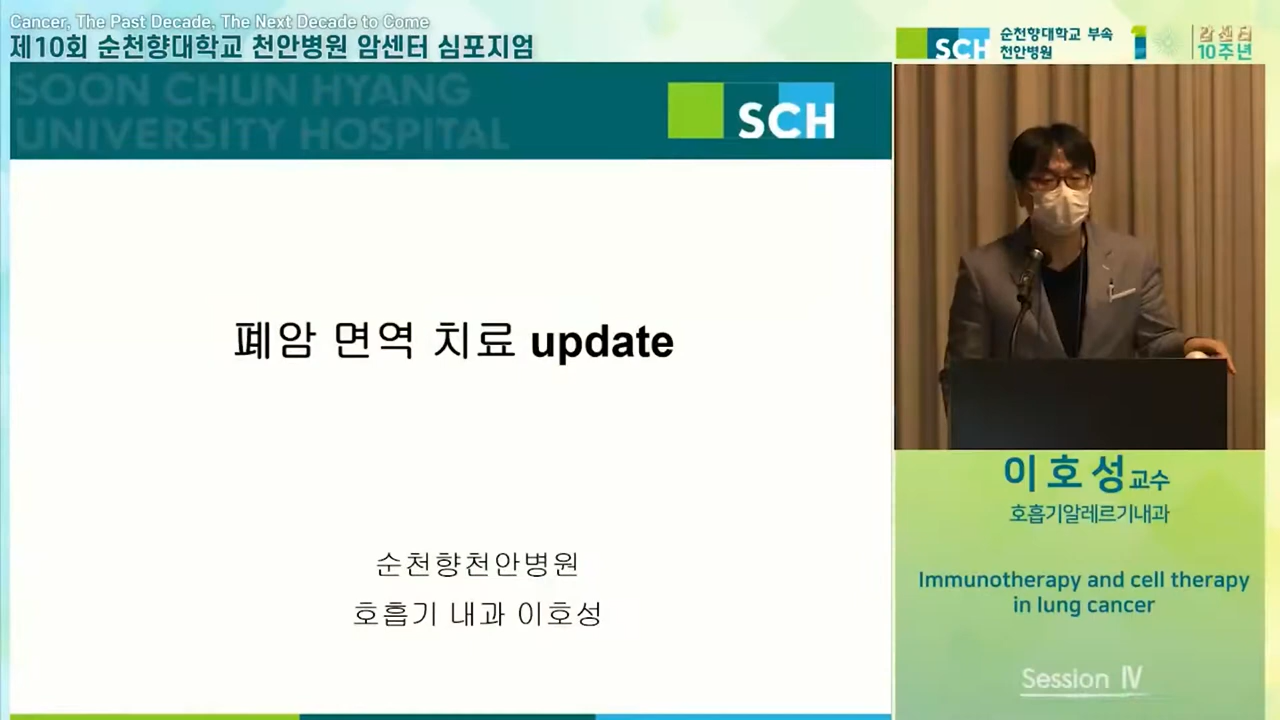 Cancer, The Past Decade, The Next Decade to Come
제10회 순천향대학교 천안병원 암센터 심포지엄
SCH 순천향대학교 부속
천안병원
암센터
10주년
SOON CHUN HYANG
UNIVERSITY HOSPITAL
SCH
폐암 면역 치료 update
순천향천안병원
호흡기 내과 이호성
이호성교수
호흡기알레르기내과
Immunotherapy and cell therapy
in lung cancer
Session Ⅳ